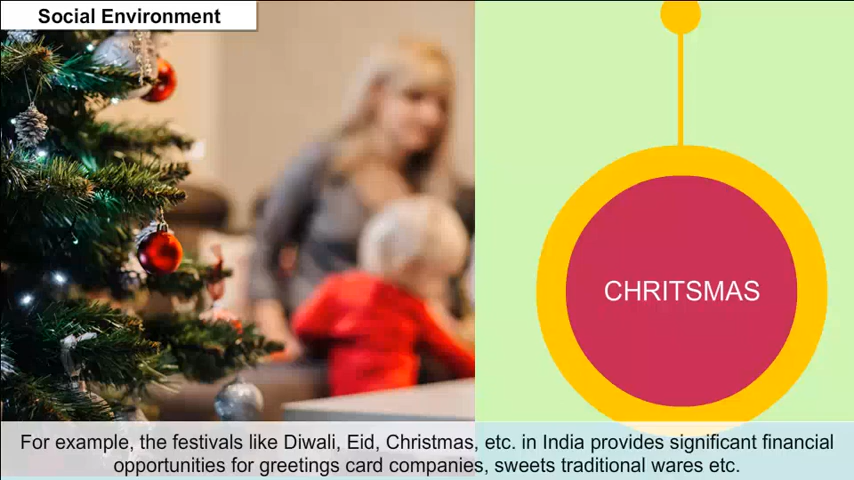 Social Environment
CHRITSMAS
For example, the festivals like Diwali, Eid, Christmas, etc. in India provides significant financial
opportunities for greetings card companies, sweets traditional wares etc.